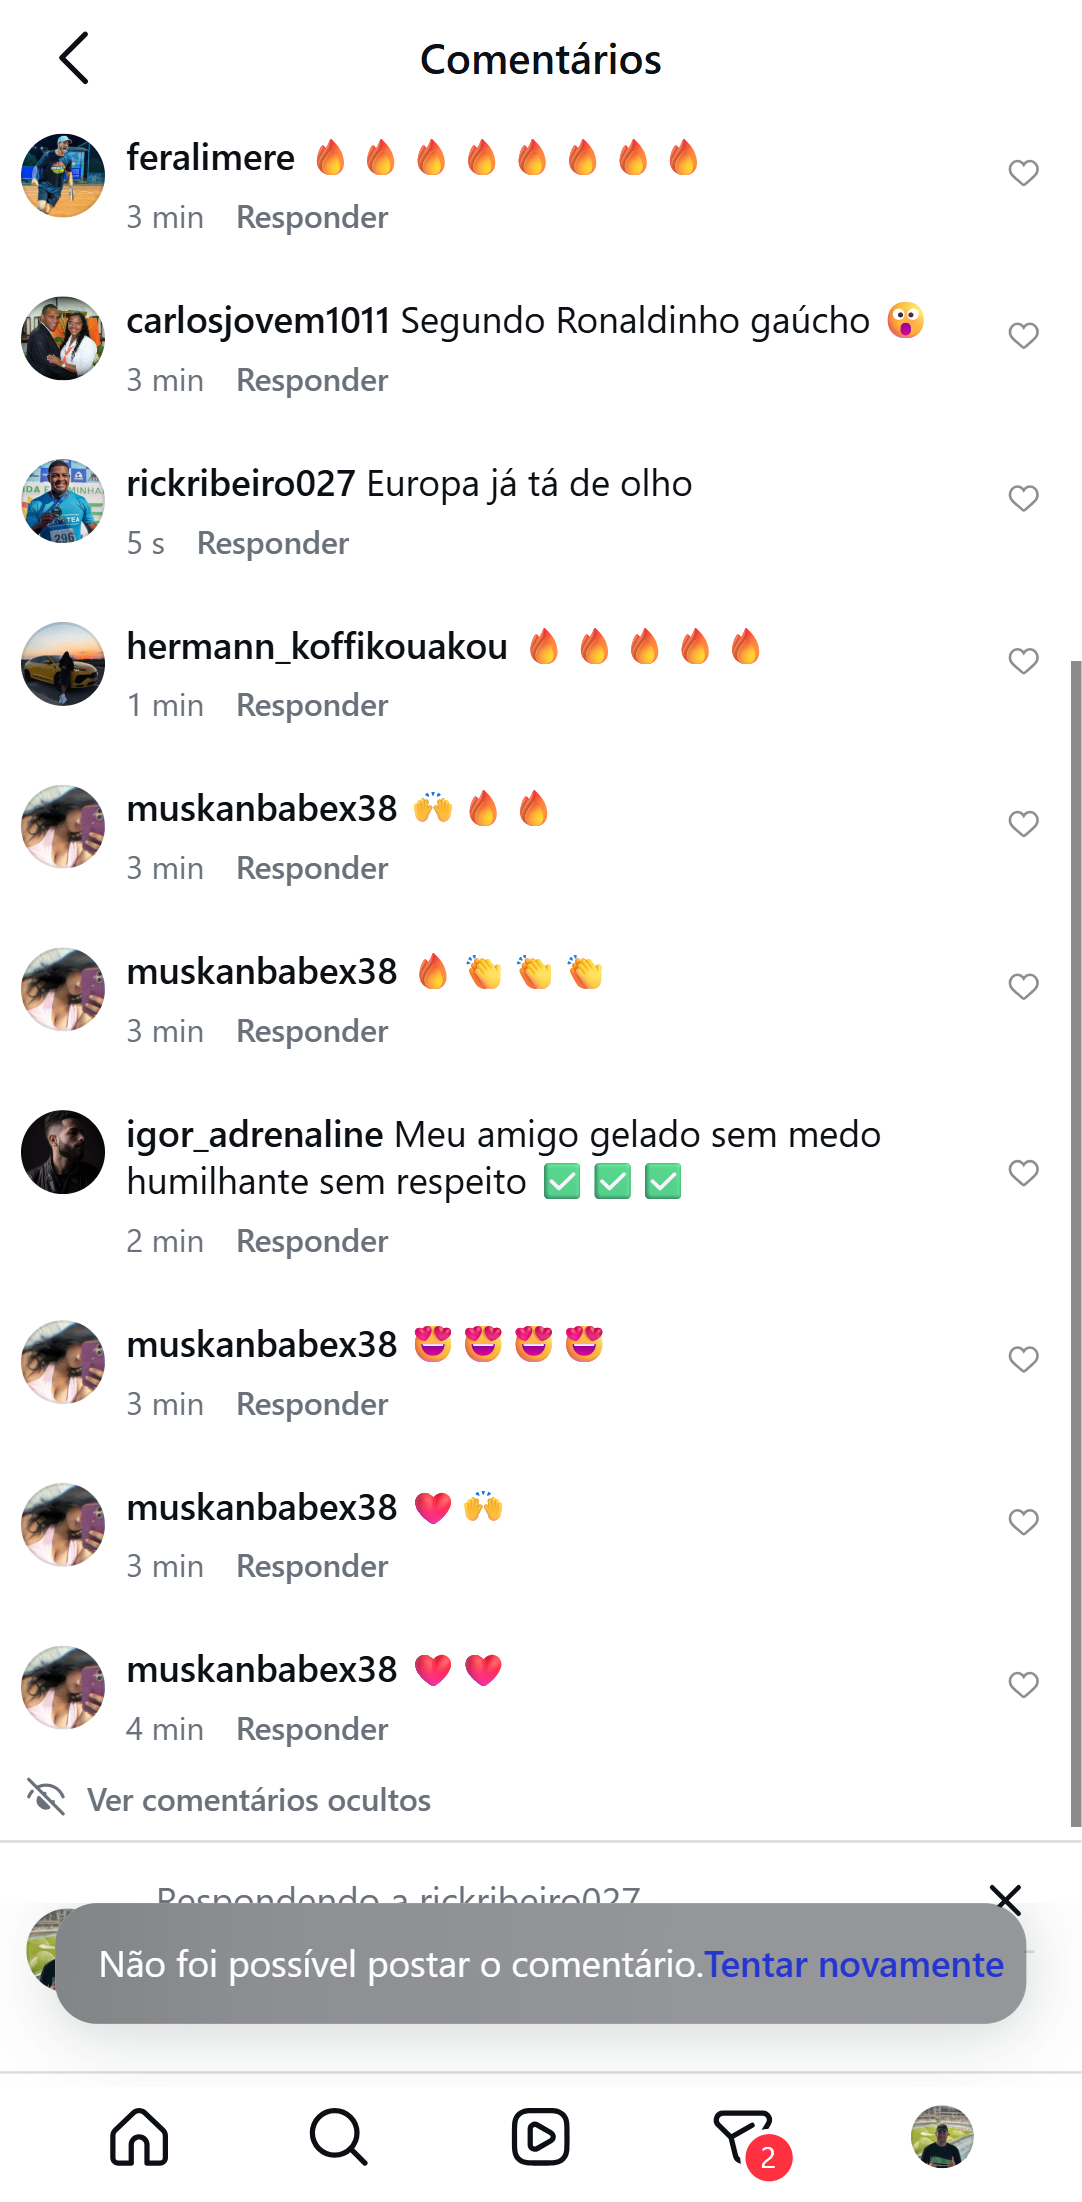 Comentários
feralimere 🔥🔥🔥🔥🔥🔥🔥🔥
3 min Responder
carlosjovem1011 Segundo Ronaldinho gaúcho 😲
3 min Responder
rickribeiro027 Europa já tá de olho
5 s Responder
hermann_koffikouakou 🔥🔥🔥🔥🔥
1 min Responder
muskanbabex38 🙌🔥🔥
3 min Responder
muskanbabex38 🔥👏👏👏
3 min Responder
igor_adrenaline Meu amigo gelado sem medo
humilhante sem respeito ✅✅✅
2 min Responder
muskanbabex38 😍😍😍😍
3 min Responder
muskanbabex38 ❤️🙌
3 min Responder
muskanbabex38 ❤️❤️
4 min Responder
Ver comentários ocultos
Respondendo a rickribeiro027
Não foi possível postar o comentário.Tentar novamente
2